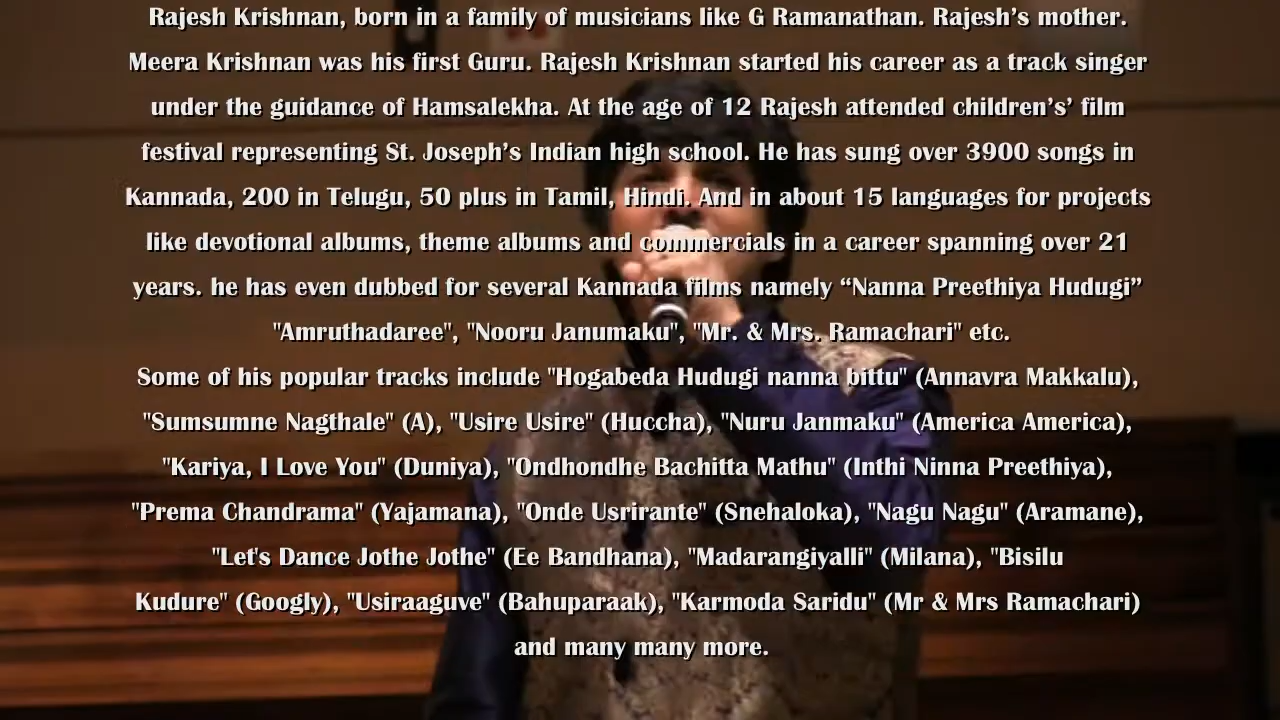 Rajesh Krishnan, born in a family of musicians like G Ramanathan. Rajesh’s mother.
Meera Krishnan was his first Guru. Rajesh Krishnan started his career as a track singer
under the guidance of Hamsalekha. At the age of 12 Rajesh attended children’s’ film
festival representing St. Joseph’s Indian high school. He has sung over 3900 songs in
Kannada, 200 in Telugu, 50 plus in Tamil, Hindi. And in about 15 languages for projects
like devotional albums, theme albums and commercials in a career spanning over 21
years. he has even dubbed for several Kannada films namely “Nanna Preethiya Hudugi”
"Amruthadaree", "Nooru Janumaku", "Mr. & Mrs. Ramachari" etc.
Some of his popular tracks include "Hogabeda Hudugi nanna bittu" (Annavra Makkalu),
"Sumsumne Nagthale" (A), "Usire Usire" (Huccha), "Nuru Janmaku" (America America),
"Kariya, I Love You" (Duniya), "Ondhondhe Bachitta Mathu" (Inthi Ninna Preethiya),
"Prema Chandrama" (Yajamana), "Onde Usrirante" (Snehaloka), "Nagu Nagu" (Aramane),
"Let's Dance Jothe Jothe" (Ee Bandhana), "Madarangiyalli" (Milana), "Bisilu
Kudure" (Googly), "Usiraaguve" (Bahuparaak), "Karmoda Saridu" (Mr & Mrs Ramachari)
and many many more.